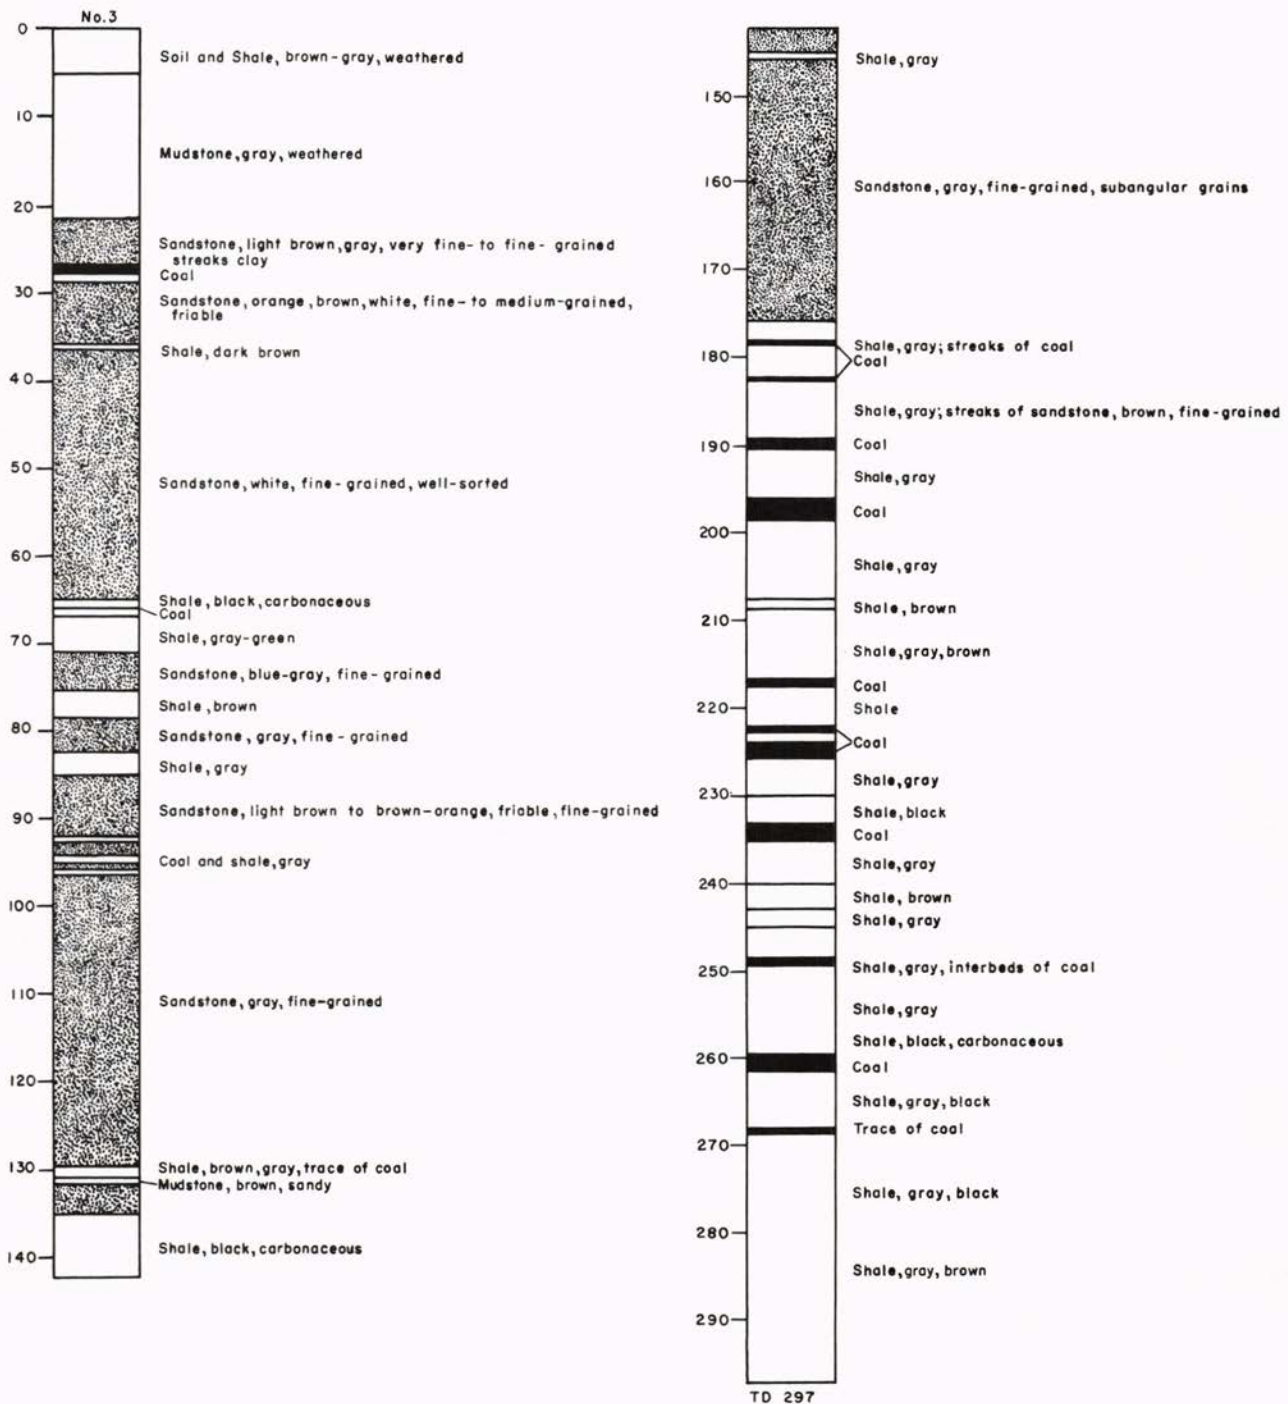 No.3
0
Soil and Shale, brown-gray, weathered
10
Mudstone, gray, weathered
20
Sandstone, light brown, gray, very fine- to fine-grained
streaks clay
Coal
30
Sandstone, orange, brown, white, fine- to medium-grained,
friable
Shale, dark brown
40
50
Sandstone, white, fine-grained, well-sorted
60
Shale, black, carbonaceous
Coal
70
Shale, gray-green
Sandstone, blue-gray, fine-grained
Shale, brown
80
Sandstone, gray, fine-grained
Shale, gray
Sandstone, light brown to brown-orange, friable, fine-grained
90
Coal and shale, gray
100
110
Sandstone, gray, fine-grained
120
130
Shale, brown, gray, trace of coal
Mudstone, brown, sandy
140
Shale, black, carbonaceous
Shale, gray
150
160
Sandstone, gray, fine-grained, subangular grains
170
Shale, gray; streaks of coal
180
Coal
Shale, gray; streaks of sandstone, brown, fine-grained
190
Coal
Shale, gray
Coal
200
Shale, gray
Shale, brown
210
Shale, gray, brown
Coal
220
Shale
Coal
Shale, gray
230
Shale, black
Coal
Shale, gray
240
Shale, brown
Shale, gray
250
Shale, gray, interbeds of coal
Shale, gray
Shale, black, carbonaceous
260
Coal
Shale, gray, black
Trace of coal
270
Shale, gray, black
280
Shale, gray, brown
290
TD 297